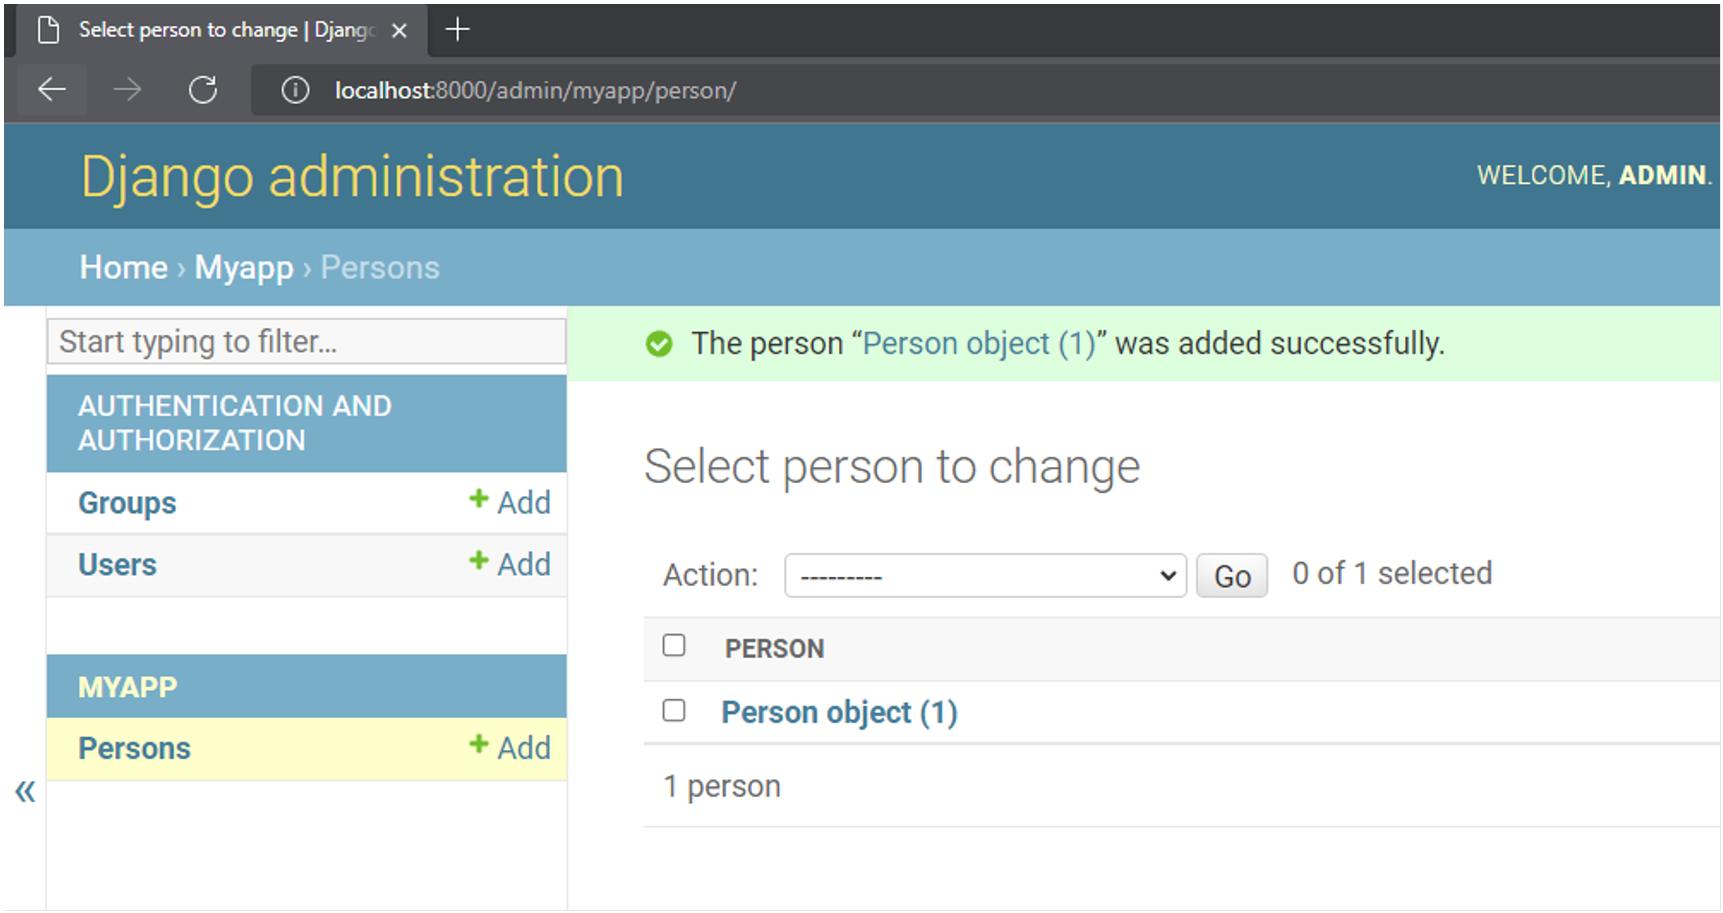 Select person to change | Django
localhost:8000/admin/myapp/person/
Django administration
WELCOME, ADMIN.
Home › Myapp › Persons
Start typing to filter...
The person “Person object (1)” was added successfully.
AUTHENTICATION AND
AUTHORIZATION
Groups
+ Add
Users
+ Add
MYAPP
Persons
+ Add
«
Select person to change
Action:
---------
Go
0 of 1 selected
PERSON
Person object (1)
1 person